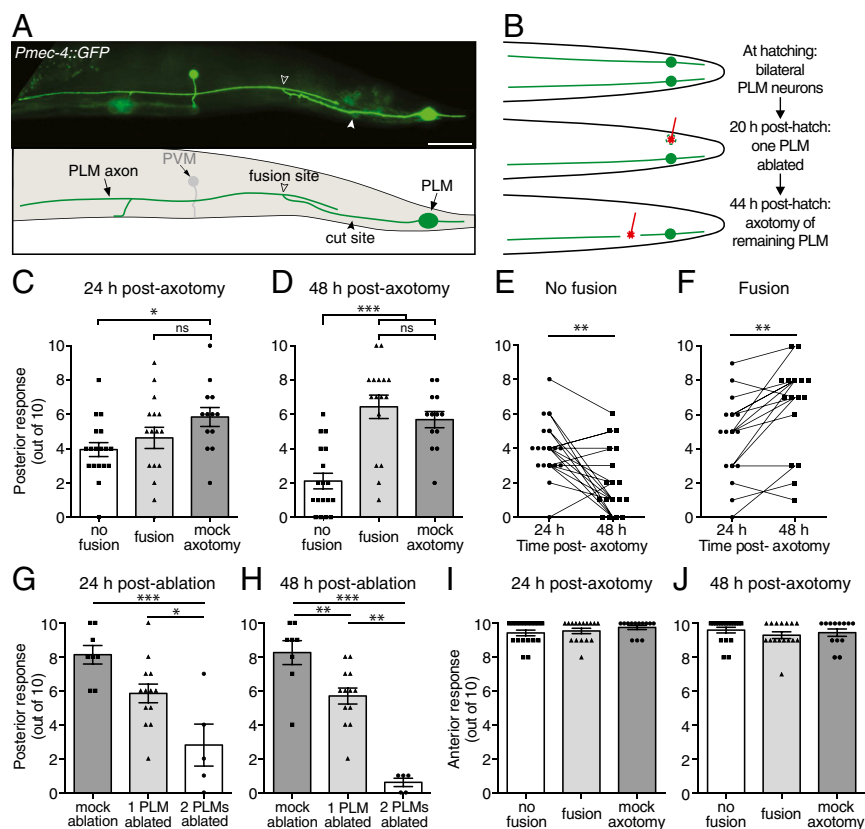 A
Pmec-4::GFP
PVM
PLM axon
fusion site
PLM
cut site
B
At hatching:
bilateral
PLM
neurons
20 h post-hatch:
one PLM
ablated
44 h post-hatch:
axotomy of
remaining PLM
C
24 h post-axotomy
*
ns
Posterior response
(out of 10)
10
8
6
4
2
0
no
fusion
fusion
mock
axotomy
D
48 h post-axotomy
***
ns
10
8
6
4
2
0
no
fusion
fusion
mock
axotomy
E
No fusion
**
10
8
6
4
2
0
24 h
48 h
Time post- axotomy
F
Fusion
**
10
8
6
4
2
0
24 h
48 h
Time post- axotomy
G
24 h post-ablation
***
*
Posterior response
(out of 10)
10
8
6
4
2
0
mock
ablation
1 PLM
ablated
2 PLMs
ablated
H
48 h post-ablation
***
**
**
10
8
6
4
2
0
mock
ablation
1 PLM
ablated
2 PLMs
ablated
I
24 h post-axotomy
Anterior response
(out of 10)
10
8
6
4
2
0
no
fusion
fusion
mock
axotomy
J
48 h post-axotomy
10
8
6
4
2
0
no
fusion
fusion
mock
axotomy